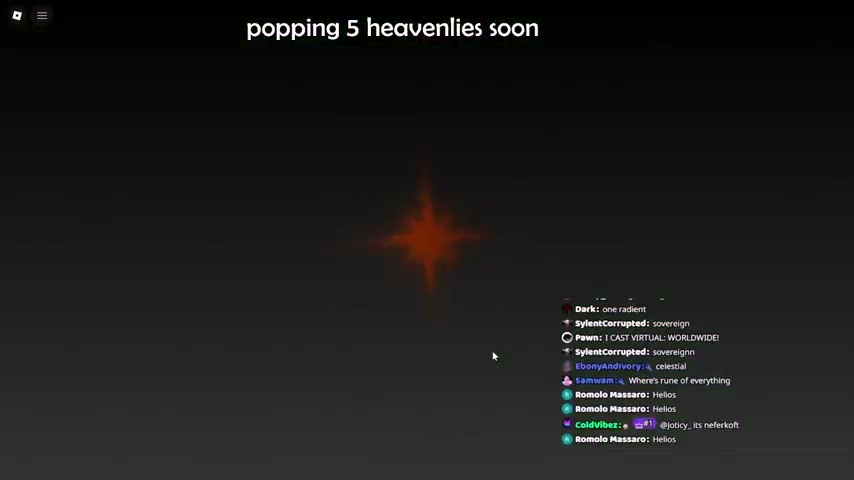 popping 5 heavenlies soon
Dark: one radient
SylentCorrupted: sovereign
Pawn: I CAST VIRTUAL: WORLDWIDE!
SylentCorrupted: sovereignn
EbonyAndIvory: celestial
Samwam: Where's rune of everything
Romolo Massaro: Helios
Romolo Massaro: Helios
ColdVibez: #1 @Joticy_ its neferkoft
Romolo Massaro: Helios